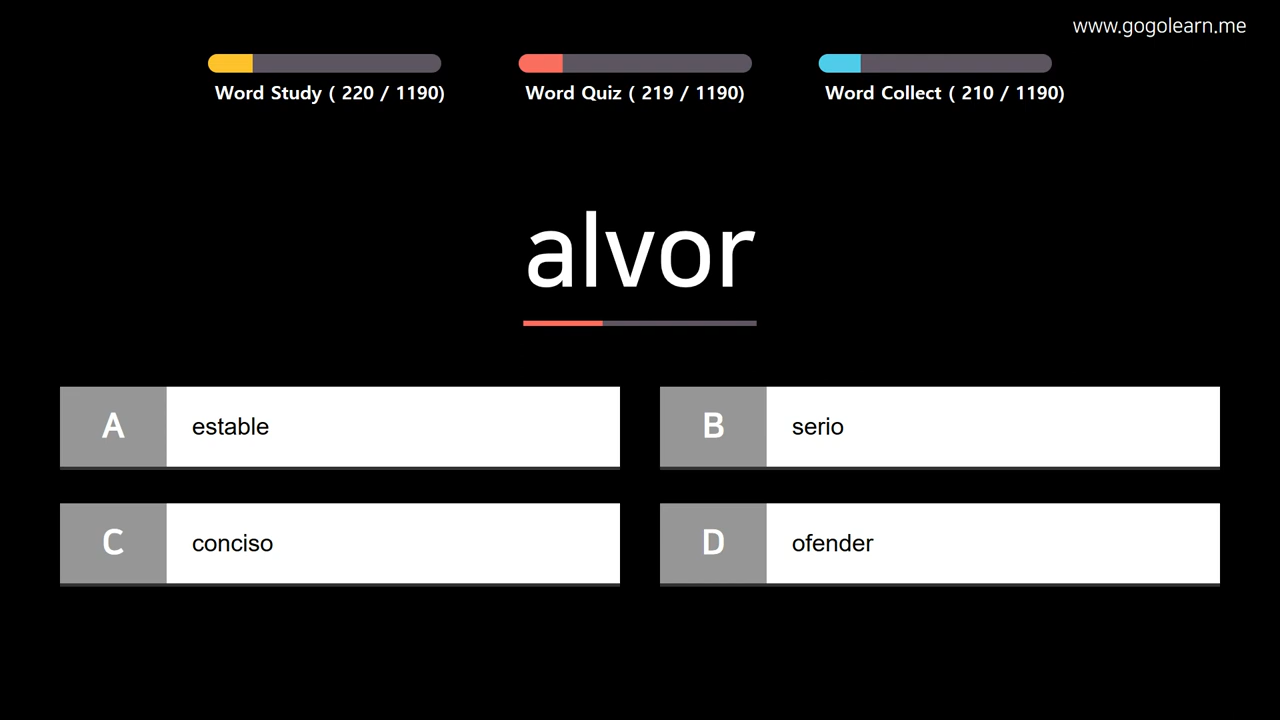 www.gogolearn.me
Word Study ( 220 / 1190)
Word Quiz ( 219 / 1190)
Word Collect ( 210 / 1190)
alvor
A estable
B serio
C conciso
D ofender